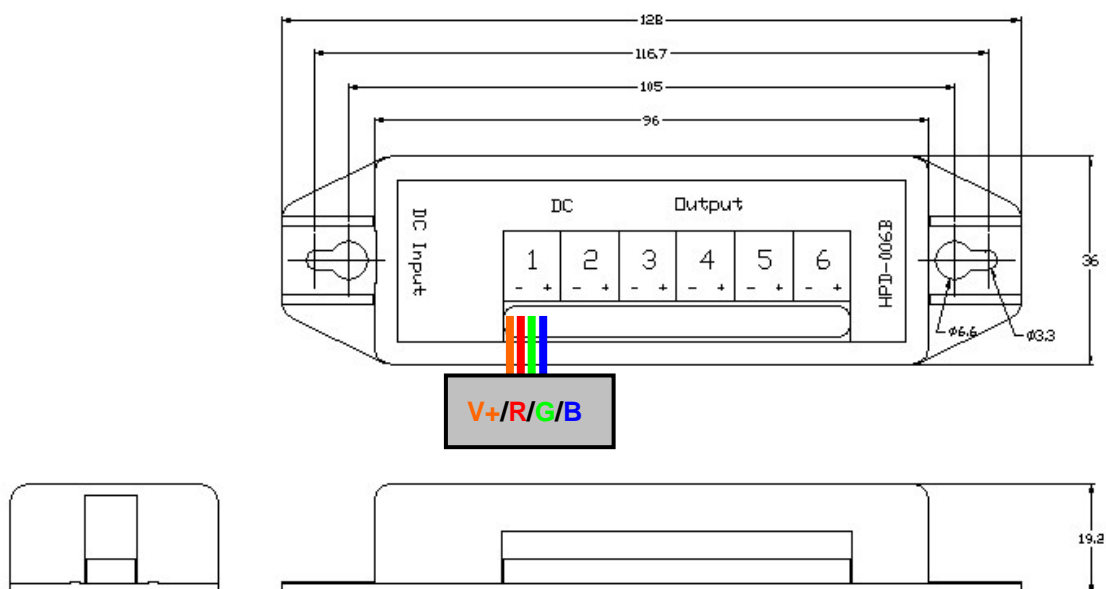 128
116.7
105
96
DC Output
DC Input
1 2 3 4 5 6
- + - + - + - + - + - +
HPD-006B
36
ϕ6.6
ϕ3.3
V+/R/G/B
19.2